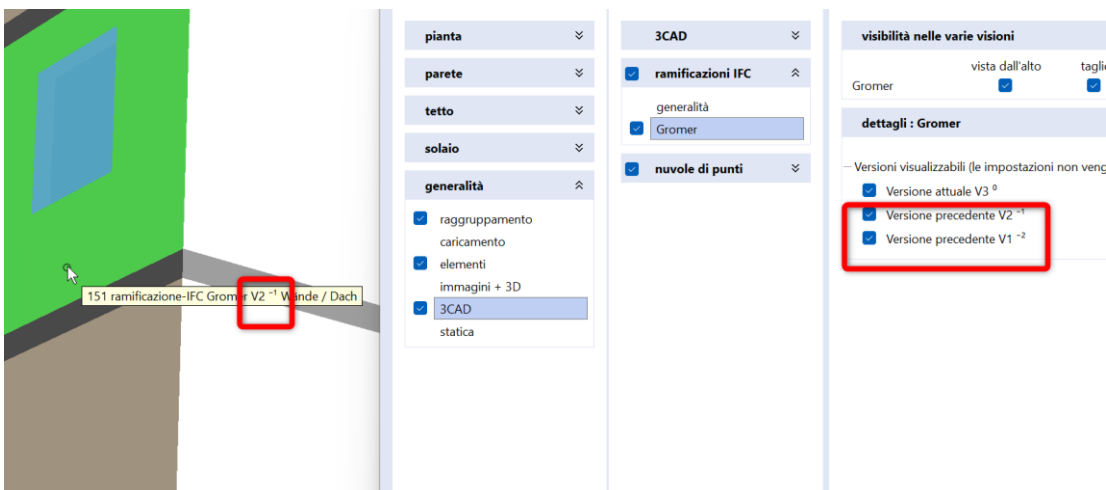 151 ramificazione-IFC Gromer V2 ⁻¹ Wände / Dach
pianta
parete
tetto
solaio
generalità
raggruppamento
caricamento
elementi
immagini + 3D
3CAD
statica
3CAD
ramificazioni IFC
generalità
Gromer
nuvole di punti
visibilità nelle varie visioni
vista dall'alto taglio
Gromer
dettagli : Gromer
Versioni visualizzabili (le impostazioni non veng
Versione attuale V3 ⁰
Versione precedente V2 ⁻¹
Versione precedente V1 ⁻²